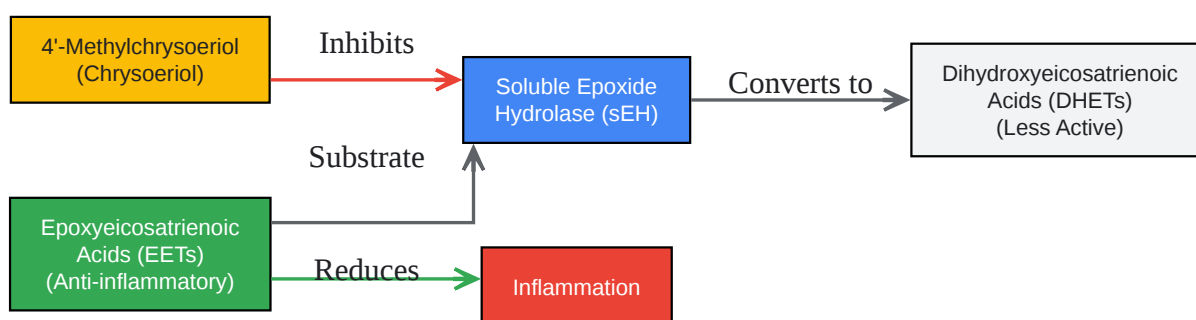 4'-Methylchrysoeriol
(Chrysoeriol)
Inhibits
Soluble Epoxide
Hydrolase (sEH)
Converts to
Dihydroxyeicosatrienoic
Acids (DHETs)
(Less Active)
Substrate
Epoxyeicosatrienoic
Acids (EETs)
(Anti-inflammatory)
Reduces
Inflammation